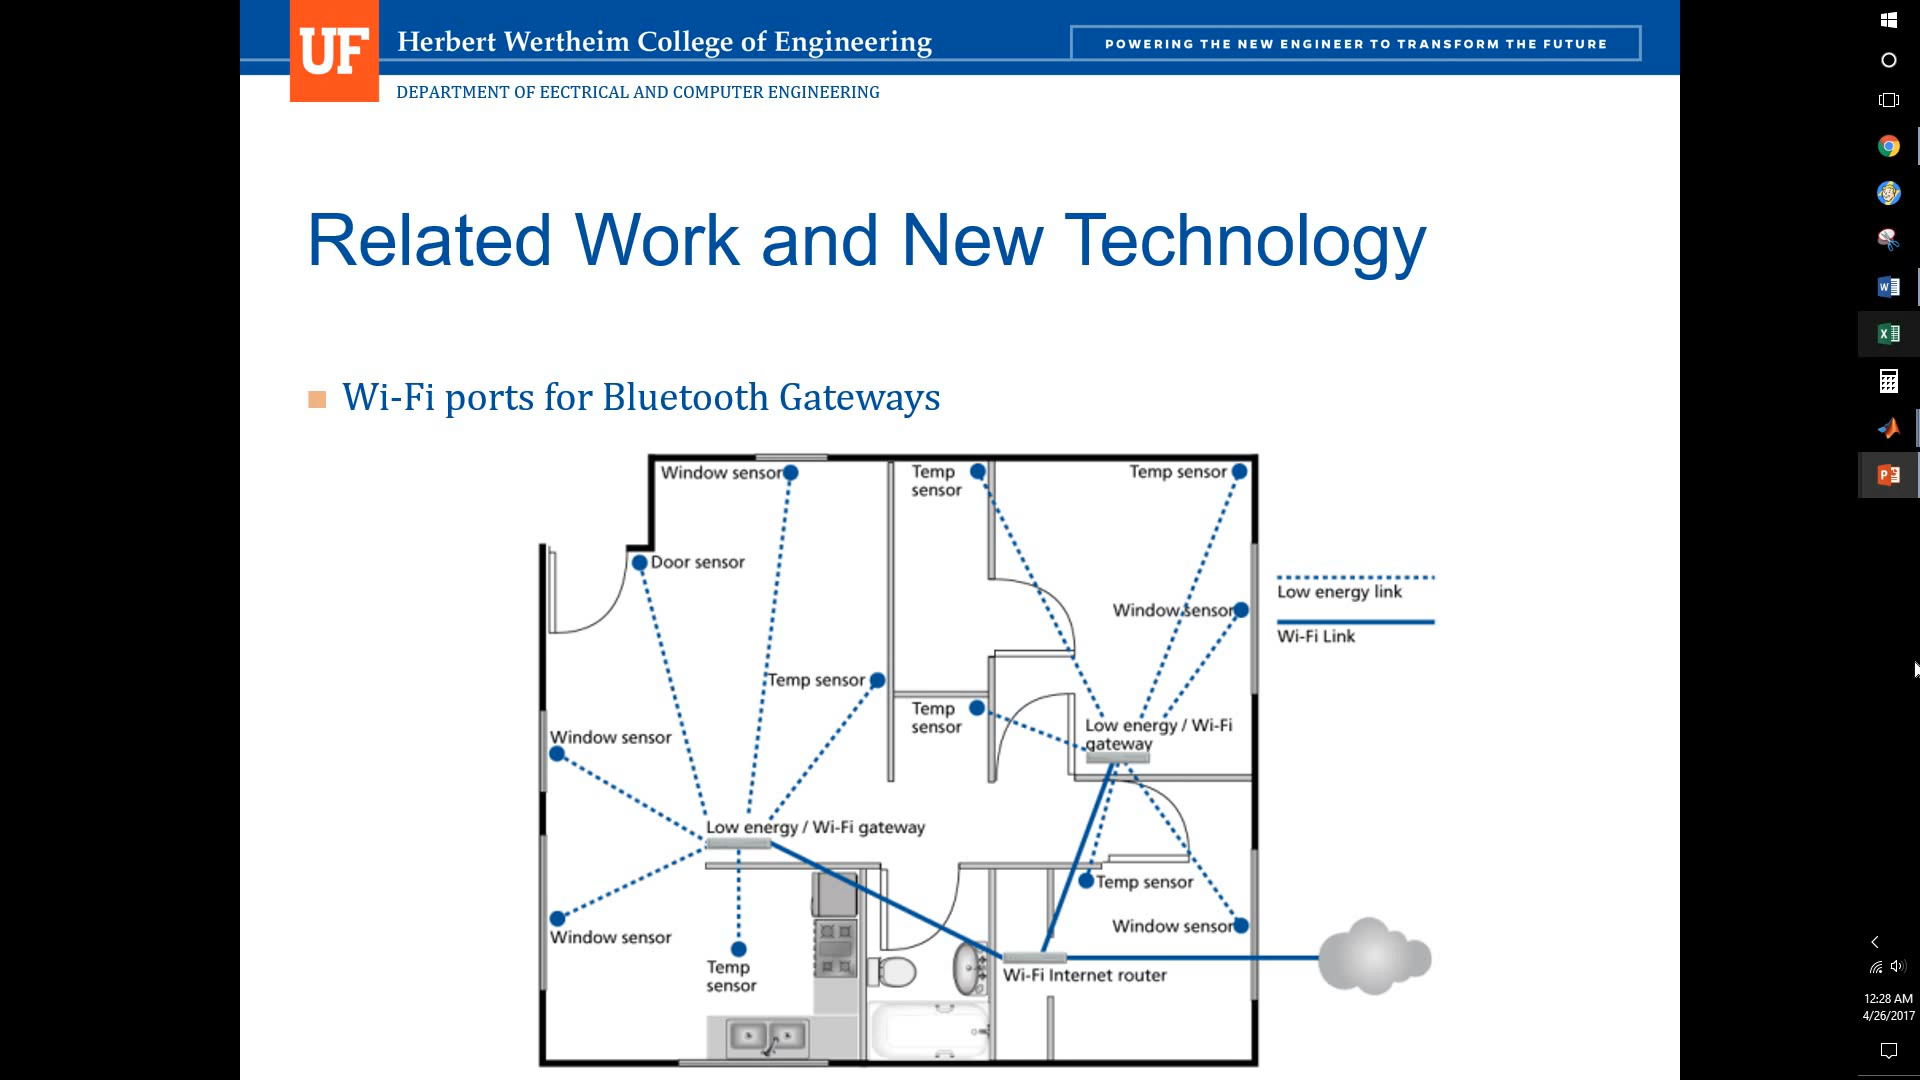 UF
Herbert Wertheim College of Engineering
POWERING THE NEW ENGINEER TO TRANSFORM THE FUTURE
DEPARTMENT OF EECTRICAL AND COMPUTER ENGINEERING
Related Work and New Technology
Wi-Fi ports for Bluetooth Gateways
Window sensor
Temp
sensor
Temp sensor
Door sensor
Low energy link
Window sensor
Wi-Fi Link
Temp sensor
Temp
sensor
Low energy / Wi-Fi
gateway
Window sensor
Low energy / Wi-Fi gateway
Temp sensor
Window sensor
Window sensor
Temp
sensor
Wi-Fi Internet router
12:28 AM
4/26/2017